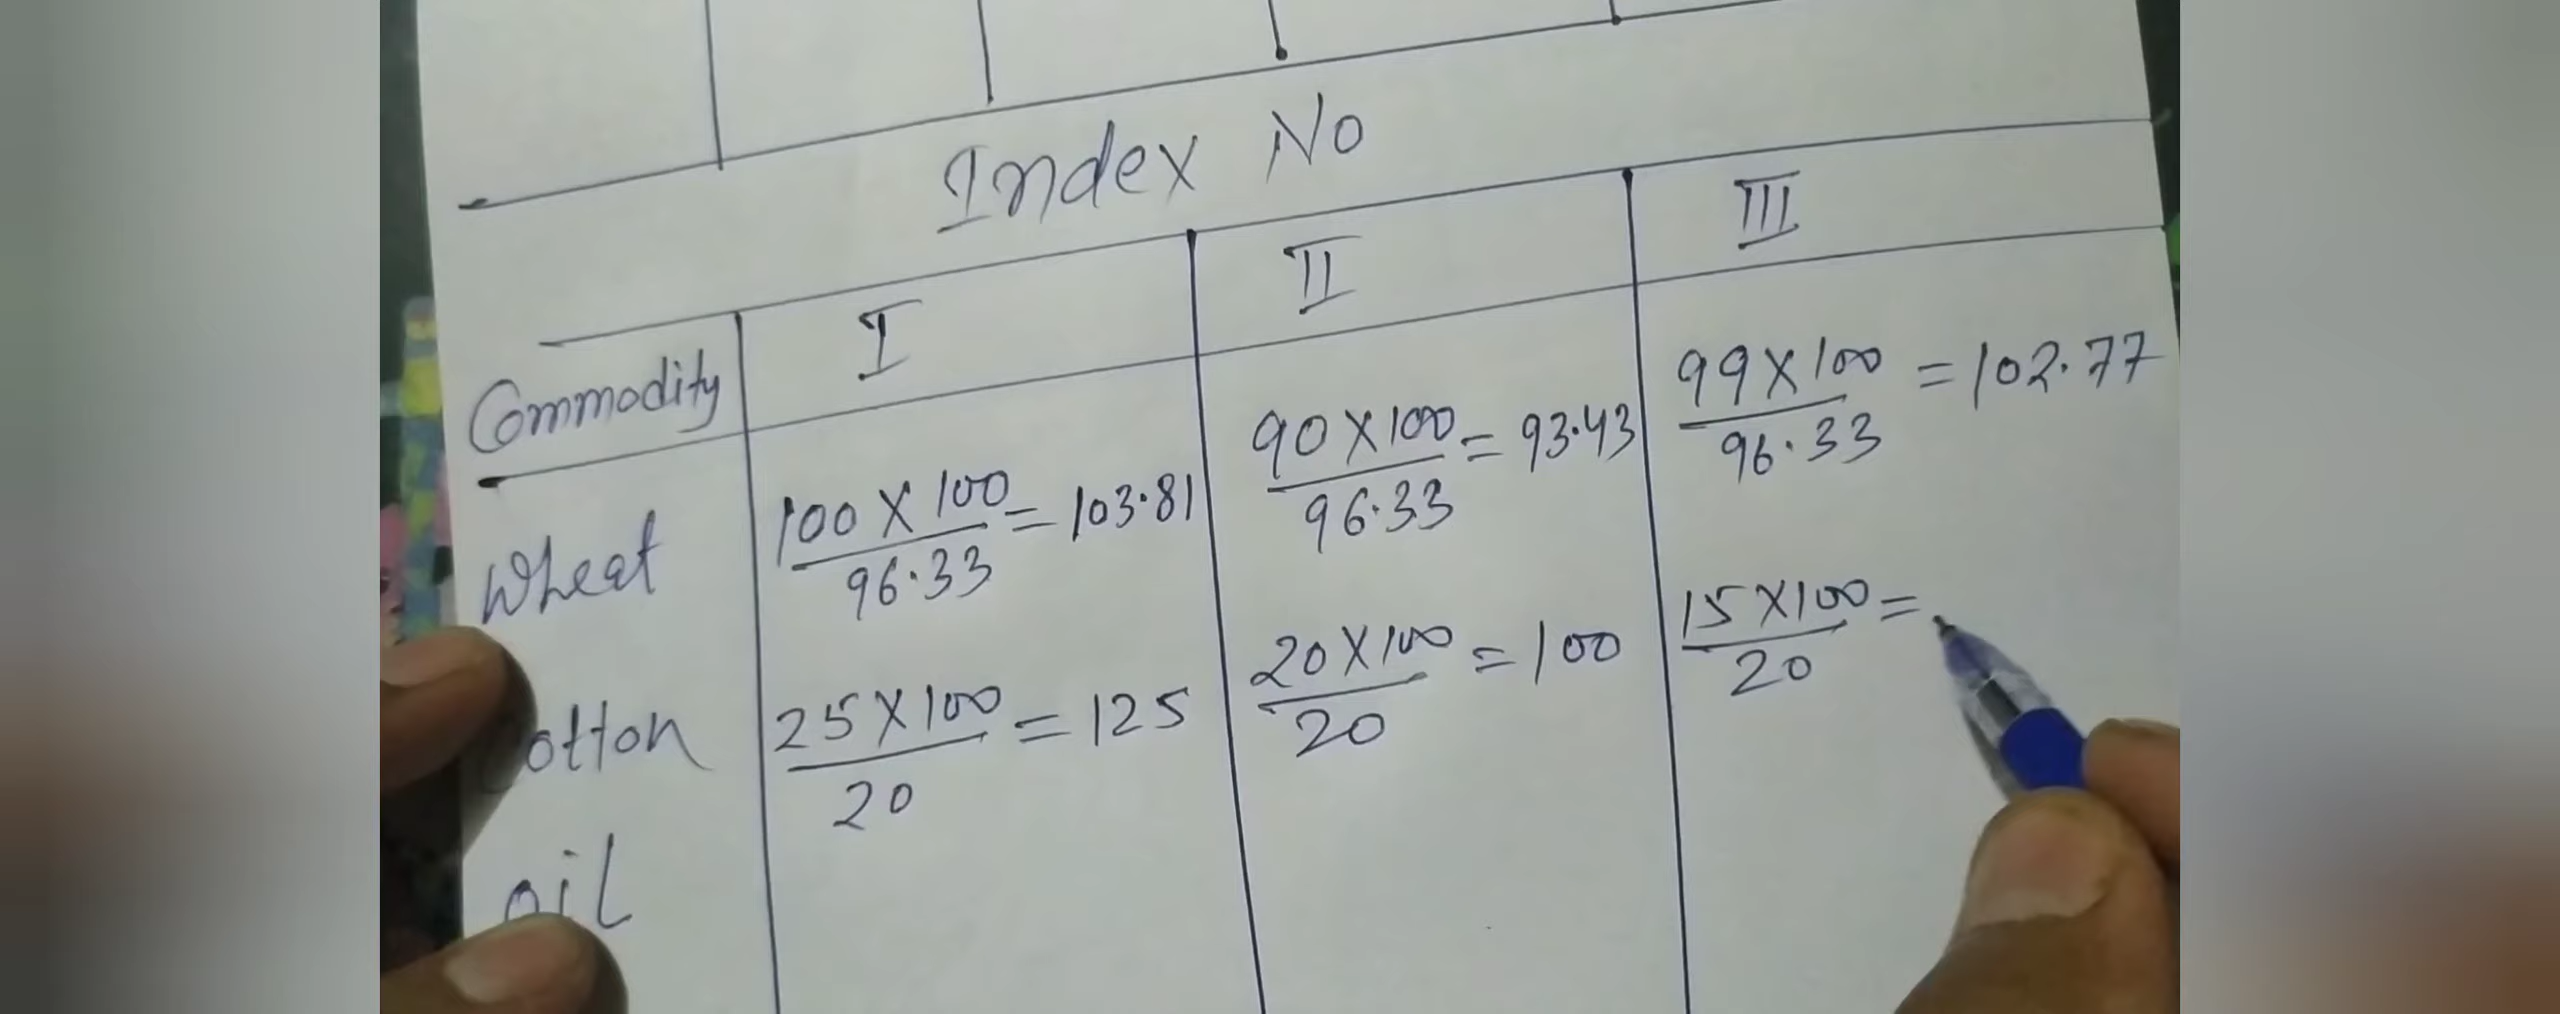 Index No
Commodity I II III
Wheat 100 X 100 / 96.33 = 103.81 90 X 100 / 96.33 = 93.43 99 X 100 / 96.33 = 102.77
otton 25 X 100 / 20 = 125 20 X 100 / 20 = 100 15 X 100 / 20 =
oil